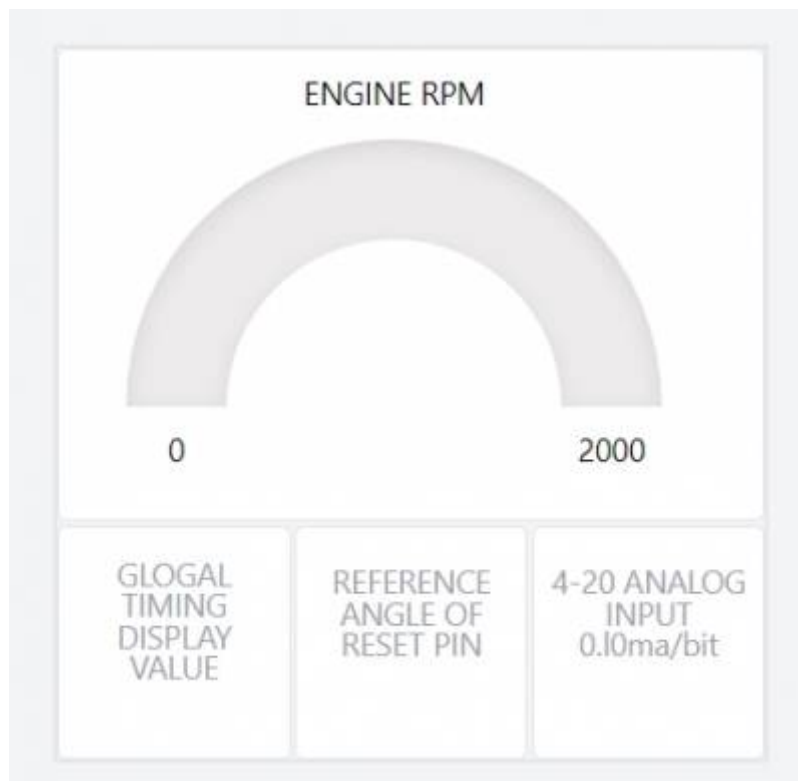 ENGINE RPM
0
2000
GLOGAL
TIMING
DISPLAY
VALUE
REFERENCE
ANGLE OF
RESET PIN
4-20 ANALOG
INPUT
0.l0ma/bit